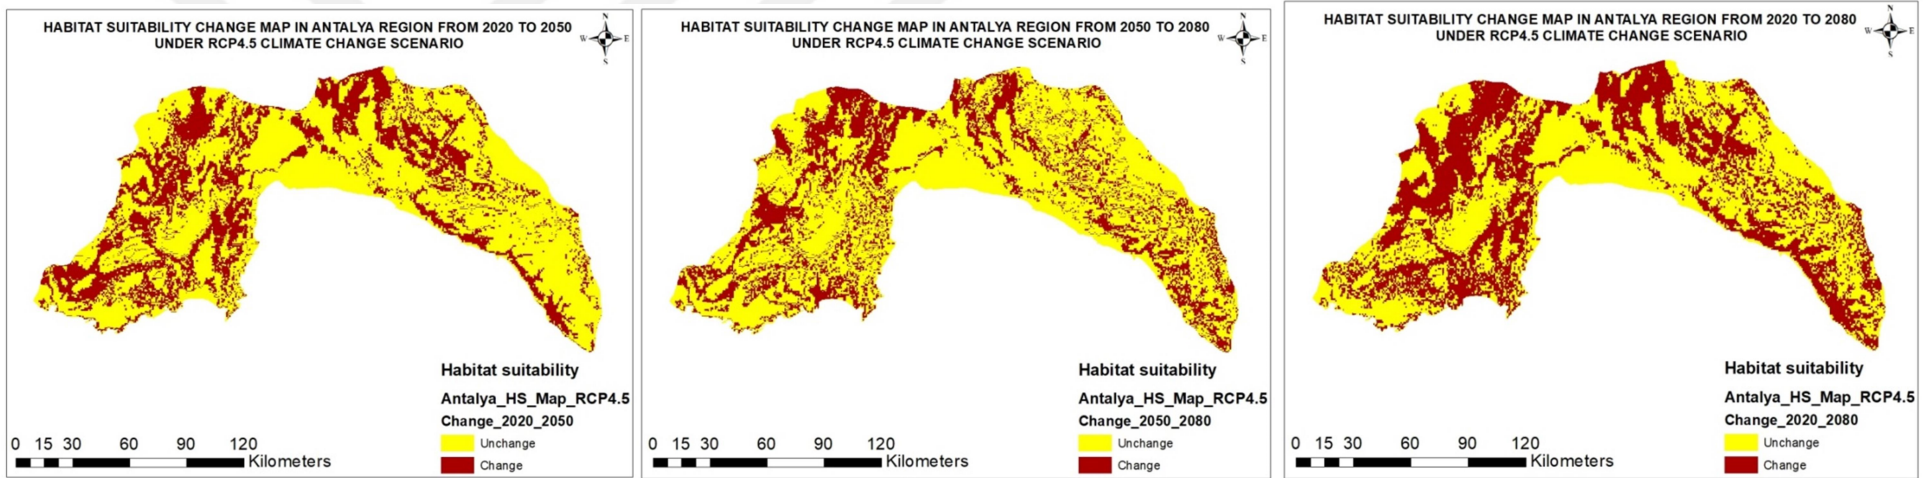 HABITAT SUITABILITY CHANGE MAP IN ANTALYA REGION FROM 2020 TO 2050
UNDER RCP4.5 CLIMATE CHANGE SCENARIO
N
W E
S
Habitat suitability
Antalya_HS_Map_RCP4.5
Change_2020_2050
Unchange
Change
0 15 30 60 90 120
Kilometers
HABITAT SUITABILITY CHANGE MAP IN ANTALYA REGION FROM 2050 TO 2080
UNDER RCP4.5 CLIMATE CHANGE SCENARIO
N
W E
S
Habitat suitability
Antalya_HS_Map_RCP4.5
Change_2050_2080
Unchange
Change
0 15 30 60 90 120
Kilometers
HABITAT SUITABILITY CHANGE MAP IN ANTALYA REGION FROM 2020 TO 2080
UNDER RCP4.5 CLIMATE CHANGE SCENARIO
N
W E
S
Habitat suitability
Antalya_HS_Map_RCP4.5
Change_2020_2080
Unchange
Change
0 15 30 60 90 120
Kilometers